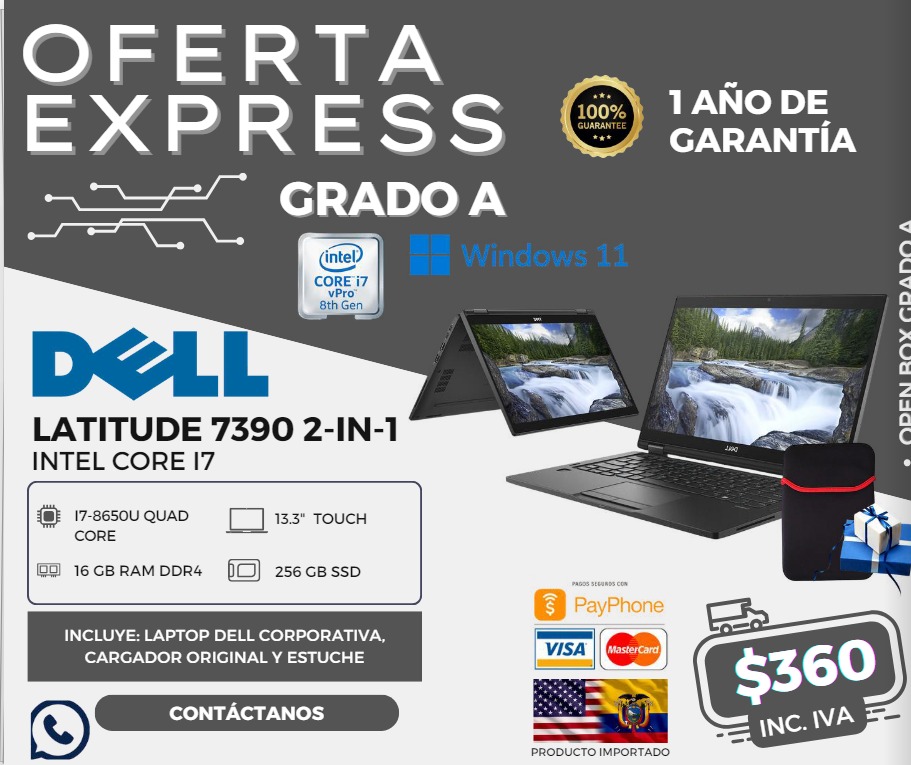 OFERTA
EXPRESS
100%
GUARANTEE
1 AÑO DE
GARANTÍA
GRADO A
intel
CORE i7
vPro
8th Gen
Windows 11
DELL
LATITUDE 7390 2-IN-1
INTEL CORE I7
I7-8650U QUAD
CORE
13.3" TOUCH
16 GB RAM DDR4
256 GB SSD
INCLUYE: LAPTOP DELL CORPORATIVA,
CARGADOR ORIGINAL Y ESTUCHE
CONTÁCTANOS
DELL
DELL
• OPEN BOX GRADO A
PAGOS SEGUROS CON
PayPhone
VISA
MasterCard
PRODUCTO IMPORTADO
$360
INC. IVA